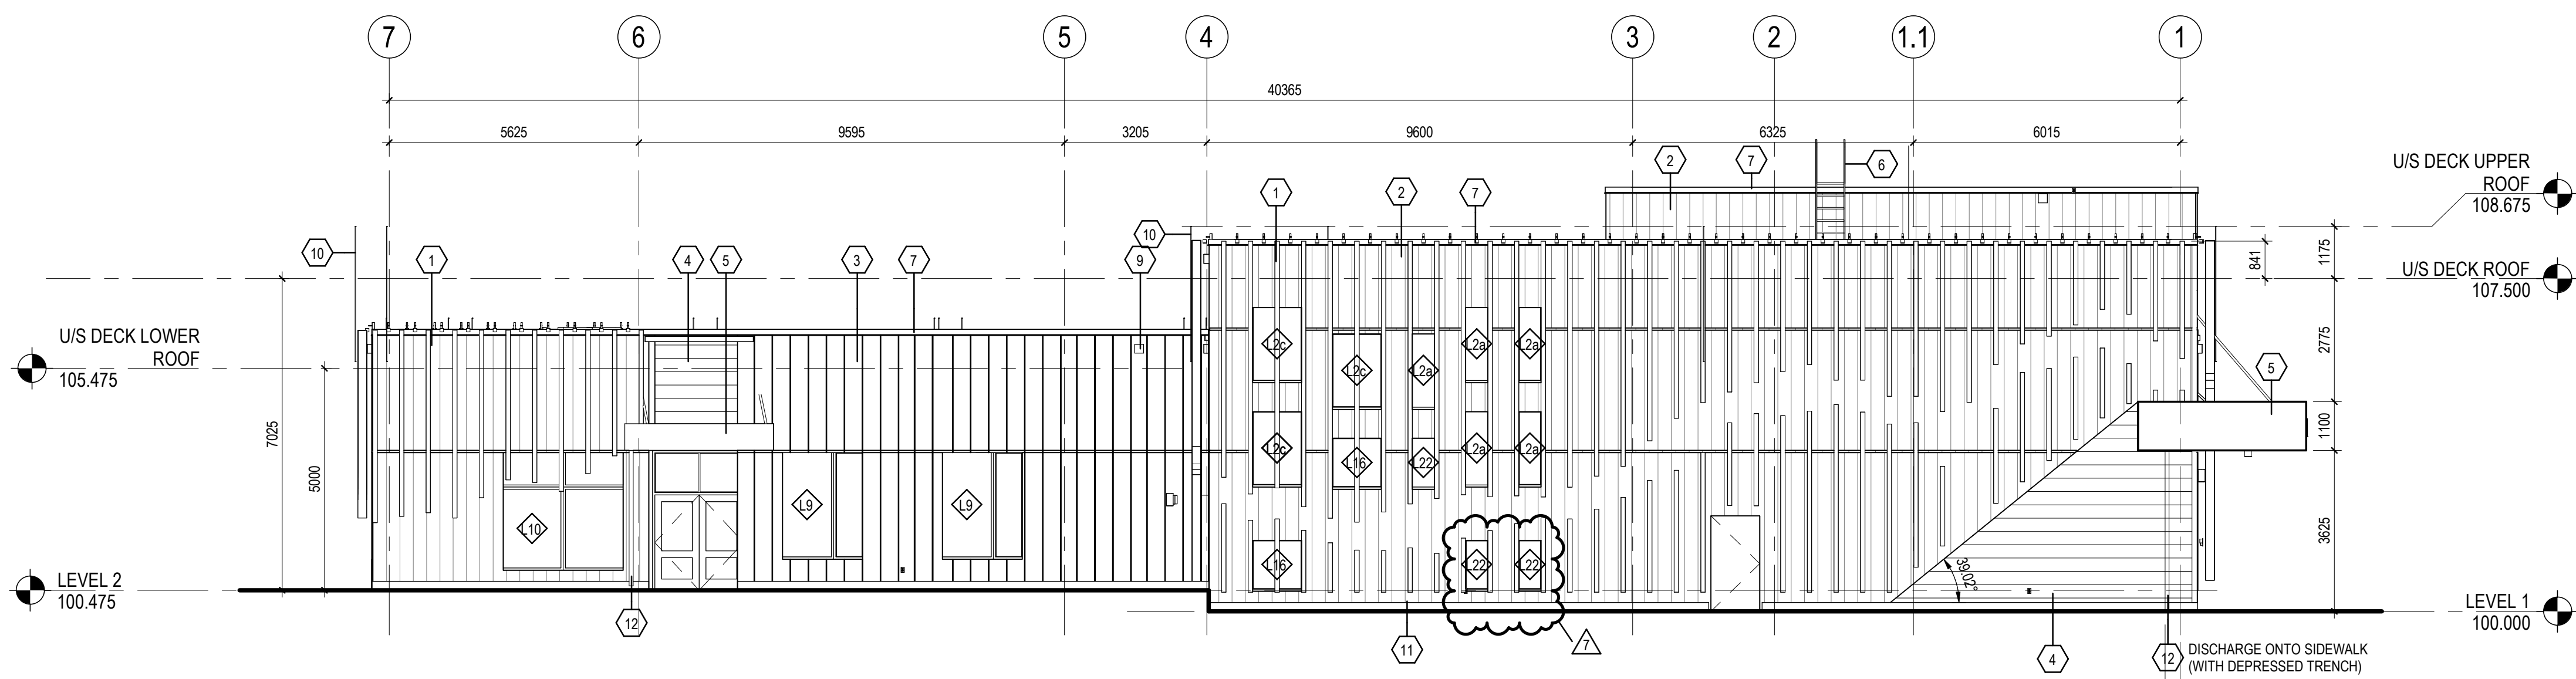 7
6
5
4
3
2
1.1
1
40365
5625
9595
3205
9600
6325
6015
2
7
6
1
2
7
10
10
1
4
5
3
7
9
U/S DECK UPPER
ROOF
108.675
1175
841
U/S DECK ROOF
107.500
U/S DECK LOWER
ROOF
105.475
7025
5000
2775
1100
3625
5
L2c
L2c
L2a
L2a
L2a
L2c
L16
L22
L2a
L2a
L10
L9
L9
L16
L22
L22
39.02°
LEVEL 2
100.475
LEVEL 1
100.000
12
11
7
4
12
DISCHARGE ONTO SIDEWALK
(WITH DEPRESSED TRENCH)